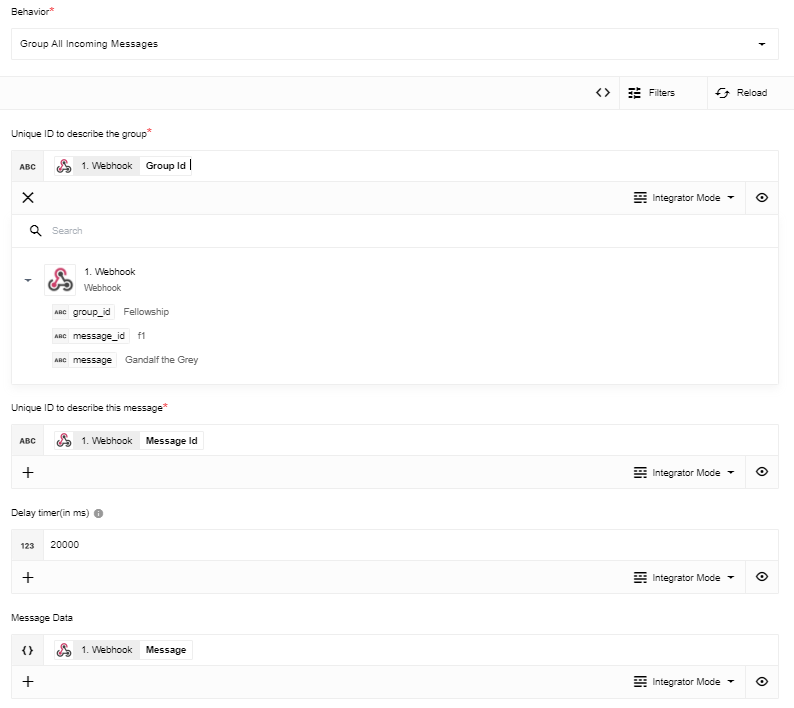 Behavior*
Group All Incoming Messages
<> Filters Reload
Unique ID to describe the group*
ABC 1. Webhook Group Id
Integrator Mode
Search
1. Webhook
Webhook
ABC group_id Fellowship
ABC message_id f1
ABC message Gandalf the Grey
Unique ID to describe this message*
ABC 1. Webhook Message Id
+ Integrator Mode
Delay timer(in ms)
123 20000
+ Integrator Mode
Message Data
{} 1. Webhook Message
+ Integrator Mode